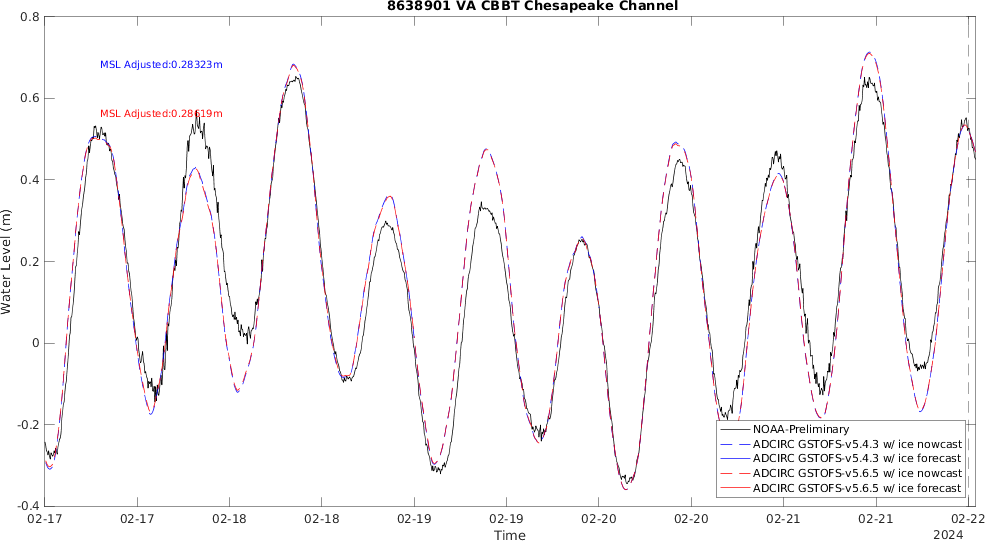 8638901 VA CBBT Chesapeake Channel
0.8
MSL Adjusted:0.28323m
0.6
MSL Adjusted:0.28619m
0.4
0.2
Water Level (m)
0
-0.2
NOAA-Preliminary
ADCIRC GSTOFS-v5.4.3 w/ ice nowcast
ADCIRC GSTOFS-v5.4.3 w/ ice forecast
ADCIRC GSTOFS-v5.6.5 w/ ice nowcast
ADCIRC GSTOFS-v5.6.5 w/ ice forecast
-0.4
02-17 02-17 02-18 02-18 02-19 02-19 02-20 02-20 02-21 02-21 02-22
Time 2024